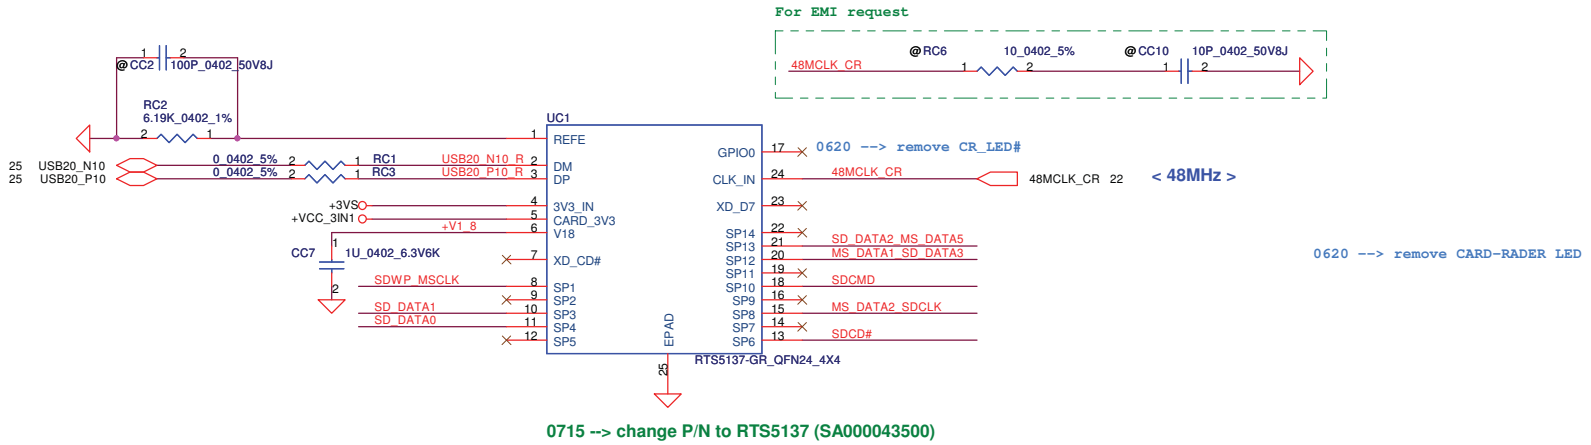 For EMI request
@RC6 10_0402_5% @CC10 10P_0402_50V8J
48MCLK_CR 1 2 1 2
1 2
@CC2 100P_0402_50V8J
RC2
6.19K_0402_1%
2 1
UC1
1 REFE
25 USB20_N10 0_0402_5% 2 1 RC1 USB20_N10_R 2 DM
25 USB20_P10 0_0402_5% 2 1 RC3 USB20_P10_R 3 DP
+3VS 4 3V3_IN
+VCC_3IN1 5 CARD_3V3
+V1_8 6 V18
CC7 1 1U_0402_6.3V6K
2
7 XD_CD#
SDWP_MSCLK 8 SP1
9 SP2
SD_DATA1 10 SP3
SD_DATA0 11 SP4
12 SP5
GPIO0 17 0620 --> remove CR_LED#
CLK_IN 24 48MCLK_CR 48MCLK_CR 22 < 48MHz >
XD_D7 23
SP14 22
SP13 21 SD_DATA2_MS_DATA5
SP12 20 MS_DATA1_SD_DATA3
SP11 19
SP10 18 SDCMD
SP9 16
SP8 15 MS_DATA2_SDCLK
SP7 14
SP6 13 SDCD#
0620 --> remove CARD-RADER LED
EPAD
25
RTS5137-GR_QFN24_4X4
0715 --> change P/N to RTS5137 (SA000043500)